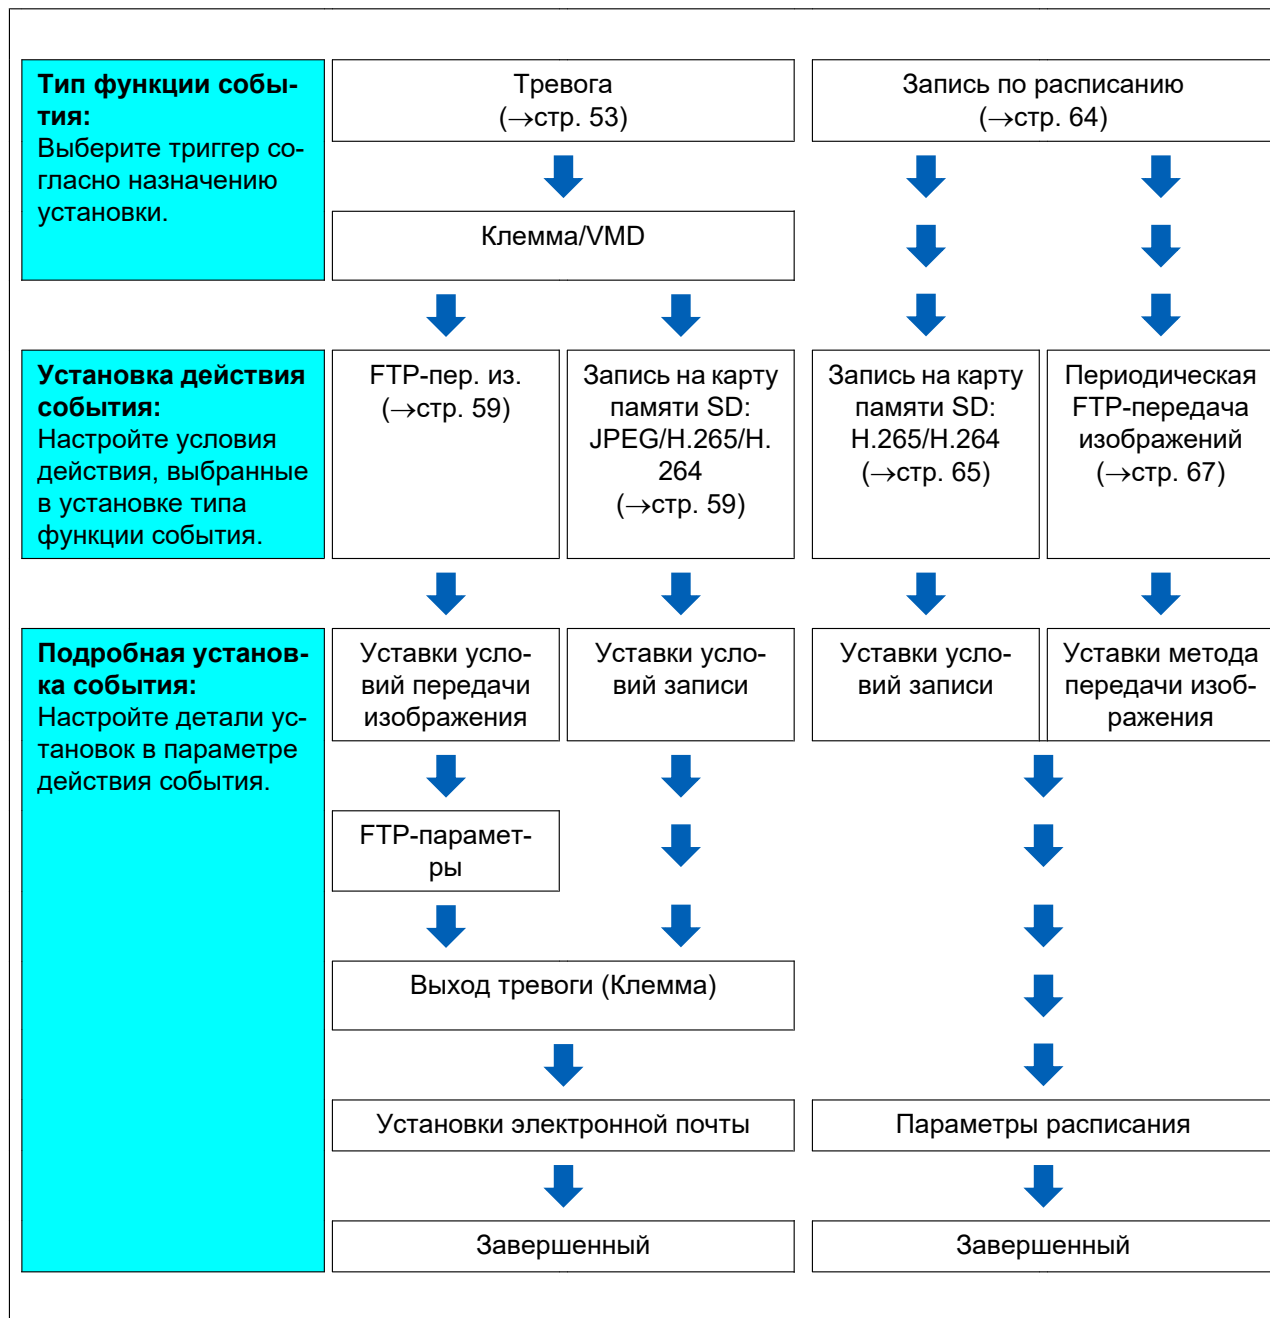 Тип функции собы-
тия:
Выберите триггер со-
гласно назначению
установки.
Тревога
(→стр. 53)
Запись по расписанию
(→стр. 64)
Клемма/VMD
Установка действия
события:
Настройте условия
действия, выбранные
в установке типа
функции события.
FTP-пер. из.
(→стр. 59)
Запись на карту
памяти SD:
JPEG/H.265/H.
264
(→стр. 59)
Запись на карту
памяти SD:
H.265/H.264
(→стр. 65)
Периодическая
FTP-передача
изображений
(→стр. 67)
Подробная установ-
ка события:
Настройте детали ус-
тановок в параметре
действия события.
Уставки усло-
вий передачи
изображения
Уставки усло-
вий записи
Уставки усло-
вий записи
Уставки метода
передачи изоб-
ражения
FTP-парамет-
ры
Выход тревоги (Клемма)
Установки электронной почты
Параметры расписания
Завершенный
Завершенный